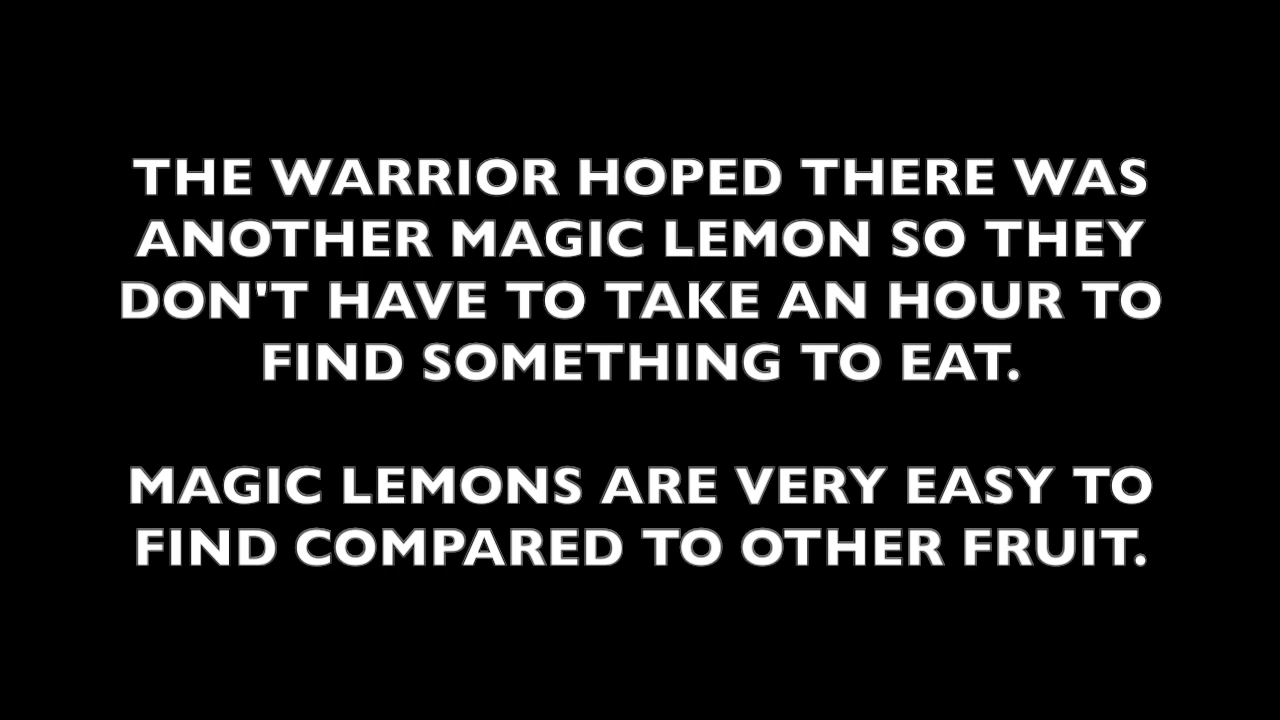 THE WARRIOR HOPED THERE WAS
ANOTHER MAGIC LEMON SO THEY
DON'T HAVE TO TAKE AN HOUR TO
FIND SOMETHING TO EAT.
MAGIC LEMONS ARE VERY EASY TO
FIND COMPARED TO OTHER FRUIT.